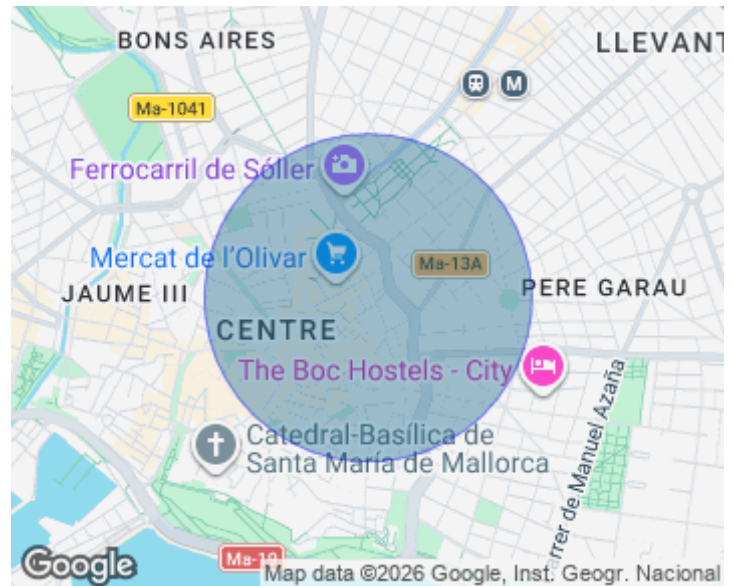 BONS AIRES
LLEVANT
M
Ma-1041
Ferrocarril de Sóller
Mercat de l'Olivar
Ma-13A
JAUME III
PERE GARAU
CENTRE
The Boc Hostels - City
Catedral-Basílica de
Santa María de Mallorca
rrer de Manuel Azaña
Google
Ma-19
Map data ©2026 Google, Inst. Geogr. Nacional